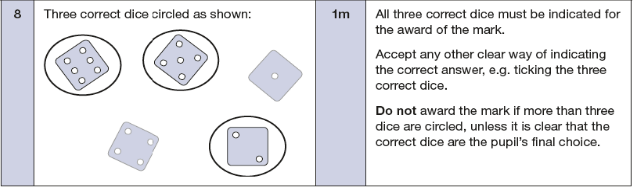 8
Three correct dice circled as shown:
1m
All three correct dice must be indicated for
the award of the mark.
Accept any other clear way of indicating
the correct answer, e.g. ticking the three
correct dice.
Do not award the mark if more than three
dice are circled, unless it is clear that the
correct dice are the pupil's final choice.